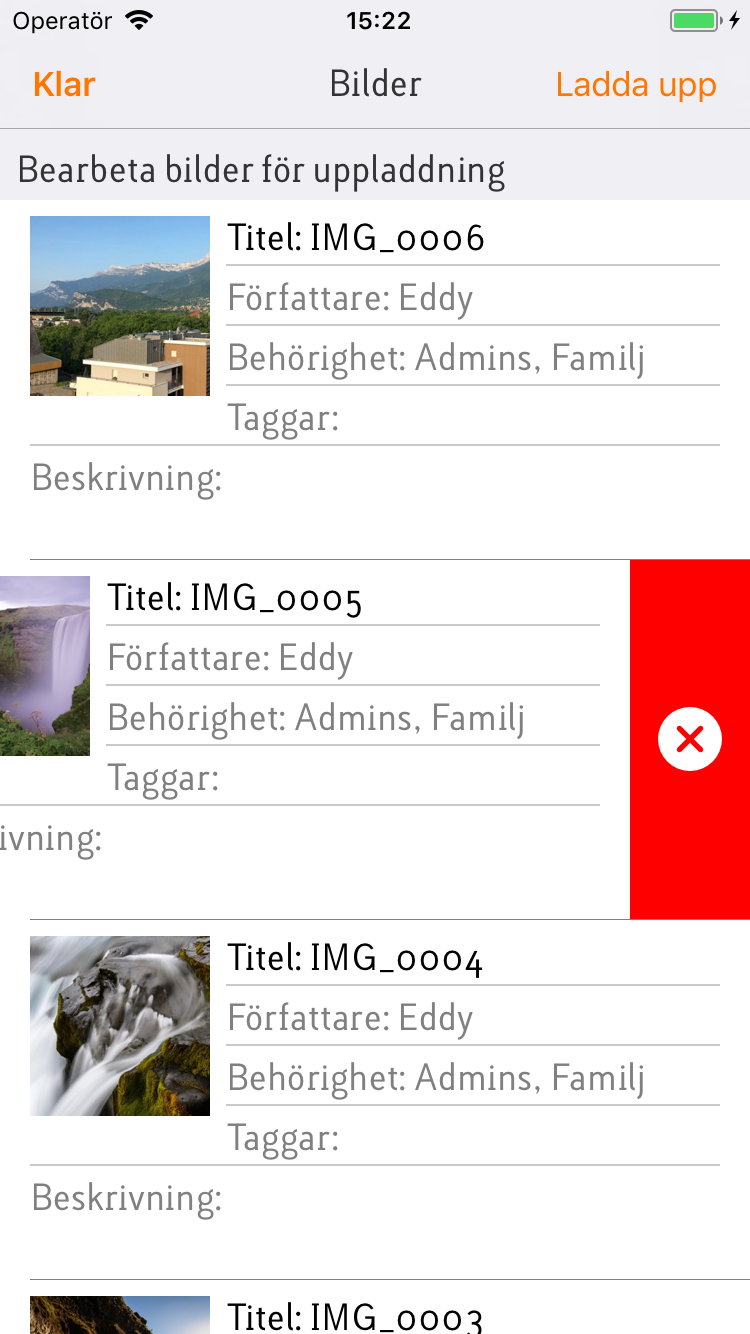 Operatör 15:22
Klar Bilder Ladda upp
Bearbeta bilder för uppladdning
Titel: IMG_0006
Författare: Eddy
Behörighet: Admins, Familj
Taggar:
Beskrivning:
Titel: IMG_0005
Författare: Eddy
Behörighet: Admins, Familj
Taggar:
ivning:
Titel: IMG_0004
Författare: Eddy
Behörighet: Admins, Familj
Taggar:
Beskrivning:
Titel: IMG_0003